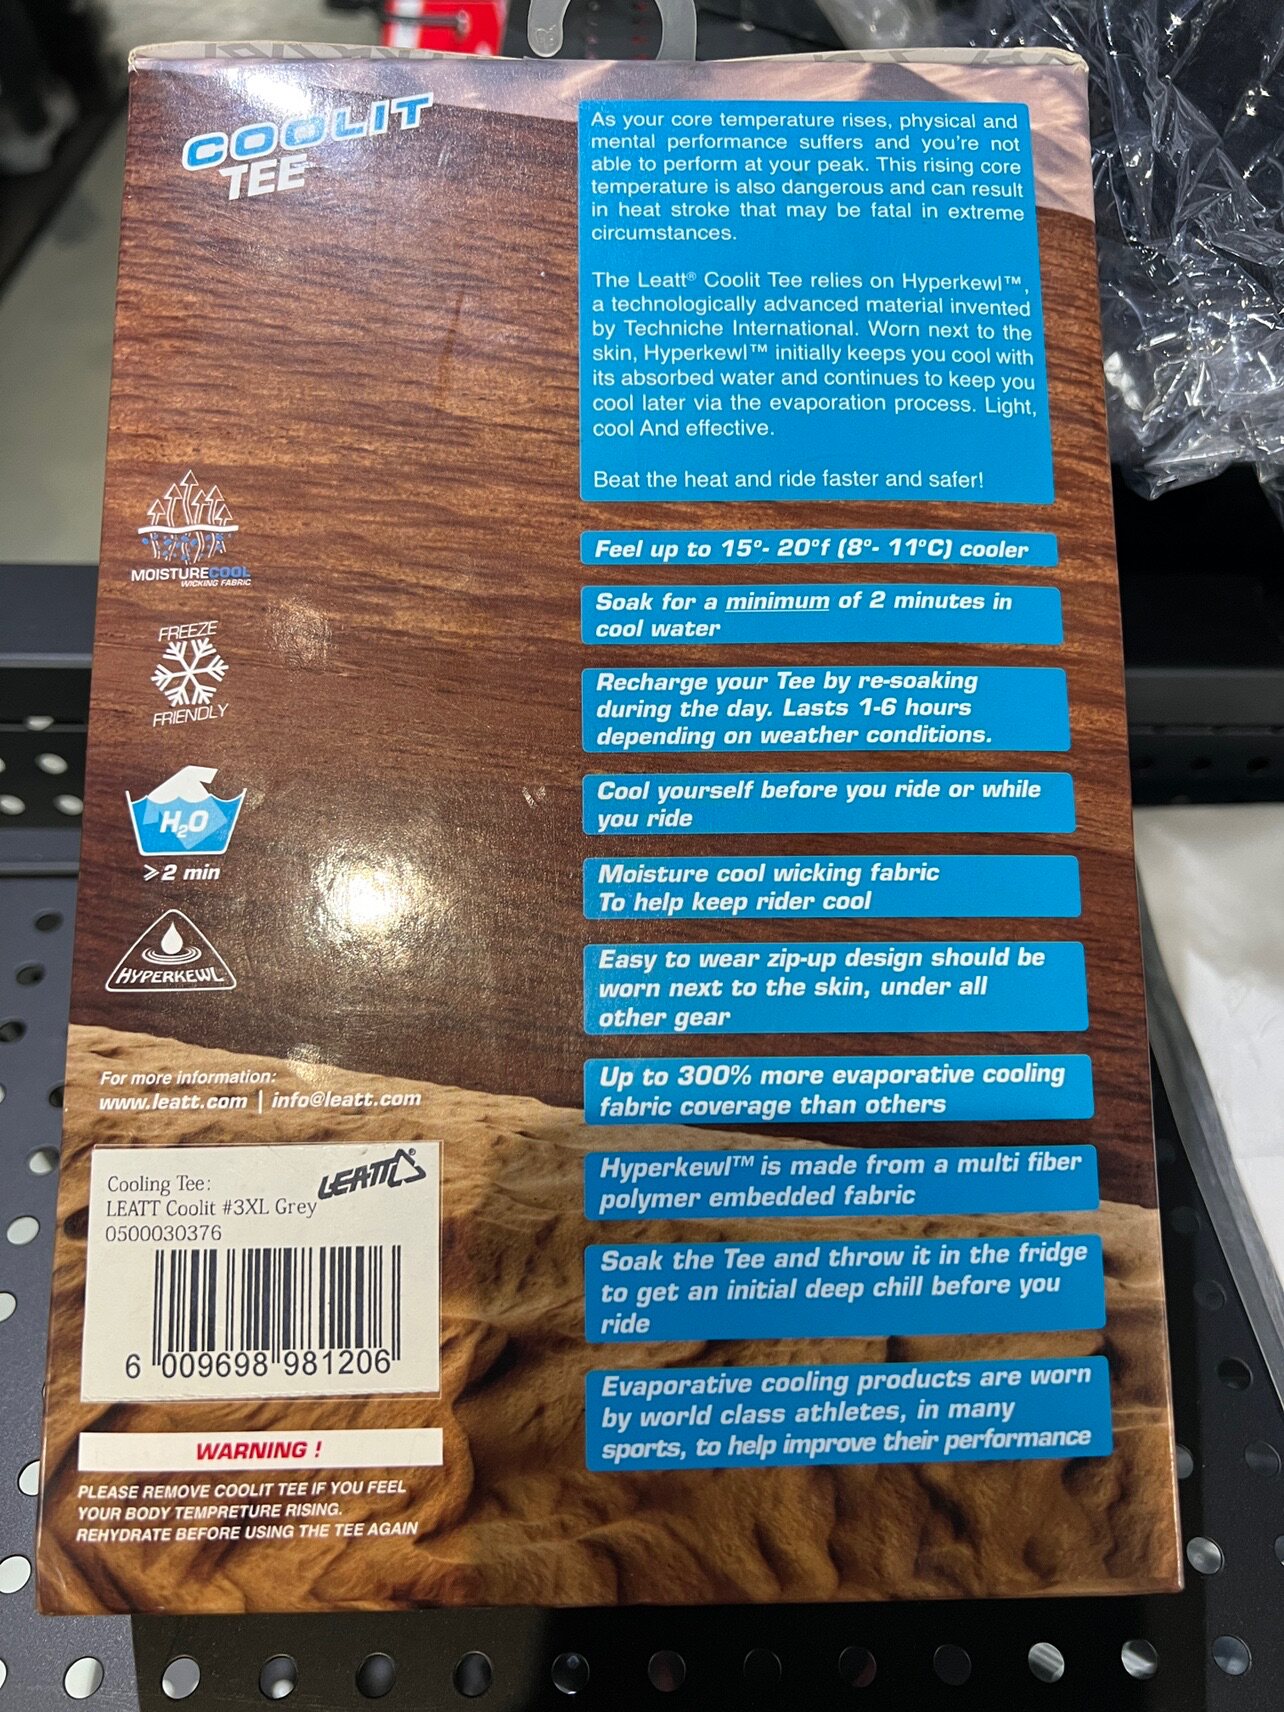 COOLIT
TEE
As your core temperature rises, physical and
mental performance suffers and you're not
able to perform at your peak. This rising core
temperature is also dangerous and can result
in heat stroke that may be fatal in extreme
circumstances.
The Leatt® Coolit Tee relies on Hyperkewl™,
a technologically advanced material invented
by Techniche International. Worn next to the
skin, Hyperkewl™ initially keeps you cool with
its absorbed water and continues to keep you
cool later via the evaporation process. Light,
cool And effective.
Beat the heat and ride faster and safer!
Feel up to 15º- 20ºf (8º- 11ºC) cooler
Soak for a minimum of 2 minutes in
cool water
Recharge your Tee by re-soaking
during the day. Lasts 1-6 hours
depending on weather conditions.
Cool yourself before you ride or while
you ride
Moisture cool wicking fabric
To help keep rider cool
Easy to wear zip-up design should be
worn next to the skin, under all
other gear
Up to 300% more evaporative cooling
fabric coverage than others
Hyperkewl™ is made from a multi fiber
polymer embedded fabric
Soak the Tee and throw it in the fridge
to get an initial deep chill before you
ride
Evaporative cooling products are worn
by world class athletes, in many
sports, to help improve their performance
MOISTURECOOL
WICKING FABRIC
FREEZE
FRIENDLY
H2O
⩾2 min
HYPERKEWL
For more information:
www.leatt.com | info@leatt.com
LEATT®
Cooling Tee:
LEATT Coolit #3XL Grey
0500030376
6 009698 981206
WARNING !
PLEASE REMOVE COOLIT TEE IF YOU FEEL
YOUR BODY TEMPRETURE RISING.
REHYDRATE BEFORE USING THE TEE AGAIN